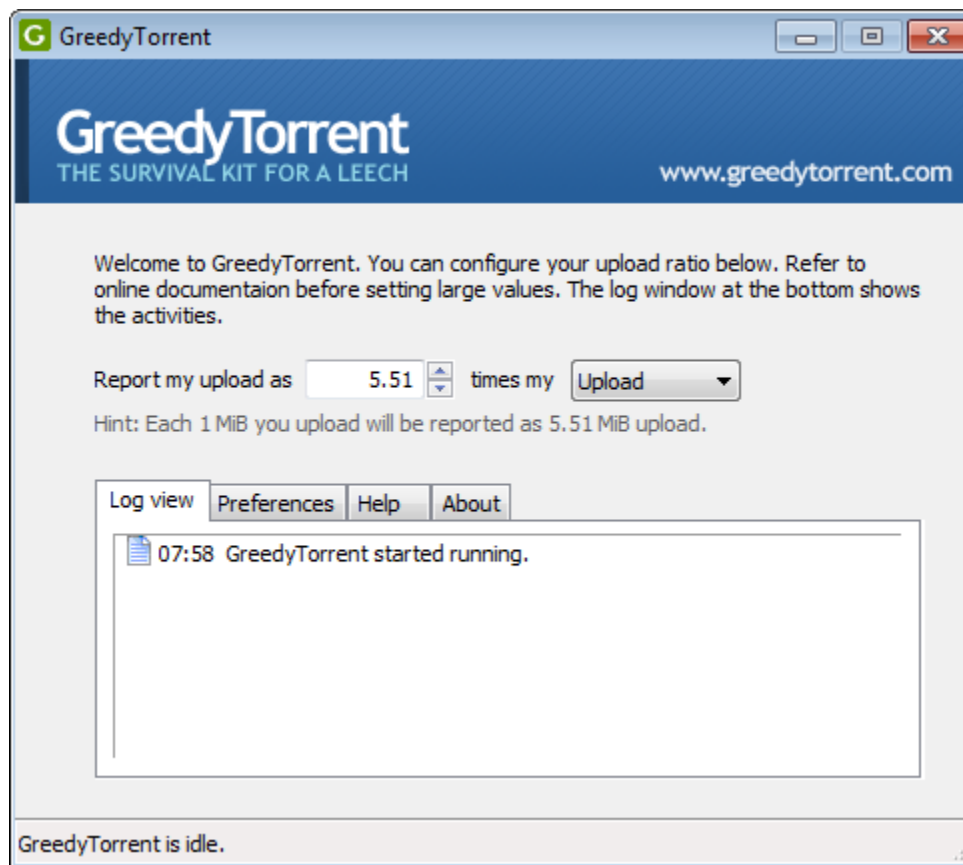 GreedyTorrent
GreedyTorrent
THE SURVIVAL KIT FOR A LEECH
www.greedytorrent.com
Welcome to GreedyTorrent. You can configure your upload ratio below. Refer to
online documentaion before setting large values. The log window at the bottom shows
the activities.
Report my upload as 5.51 times my Upload
Hint: Each 1 MiB you upload will be reported as 5.51 MiB upload.
Log view Preferences Help About
07:58 GreedyTorrent started running.
GreedyTorrent is idle.